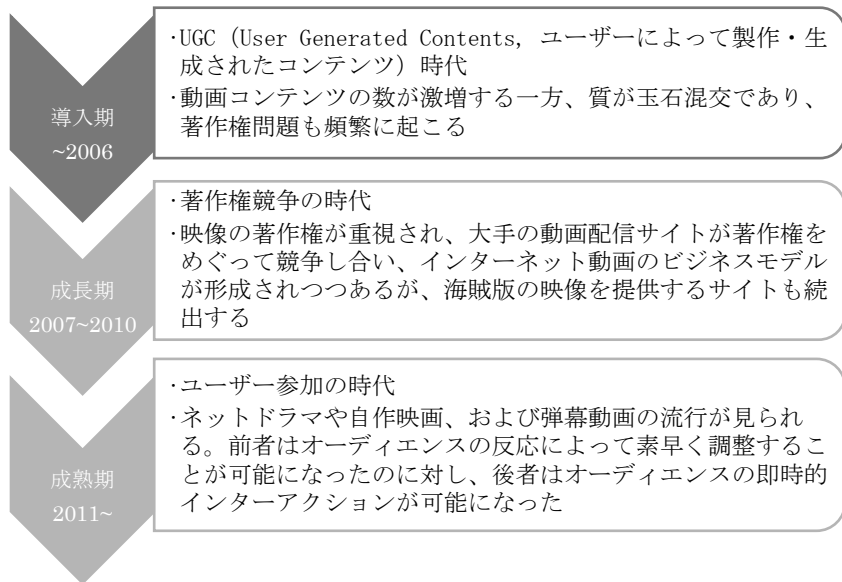 導入期
~2006
·UGC（User Generated Contents, ユーザーによって製作・生
成されたコンテンツ）時代
·動画コンテンツの数が激増する一方、質が玉石混交であり、
著作権問題も頻繁に起こる
成長期
2007~2010
·著作権競争の時代
·映像の著作権が重視され、大手の動画配信サイトが著作権を
めぐって競争し合い、インターネット動画のビジネスモデル
が形成されつつあるが、海賊版の映像を提供するサイトも続
出する
成熟期
2011~
·ユーザー参加の時代
·ネットドラマや自作映画、および弾幕動画の流行が見られ
る。前者はオーディエンスの反応によって素早く調整するこ
とが可能になったのに対し、後者はオーディエンスの即時的
インターアクションが可能になった